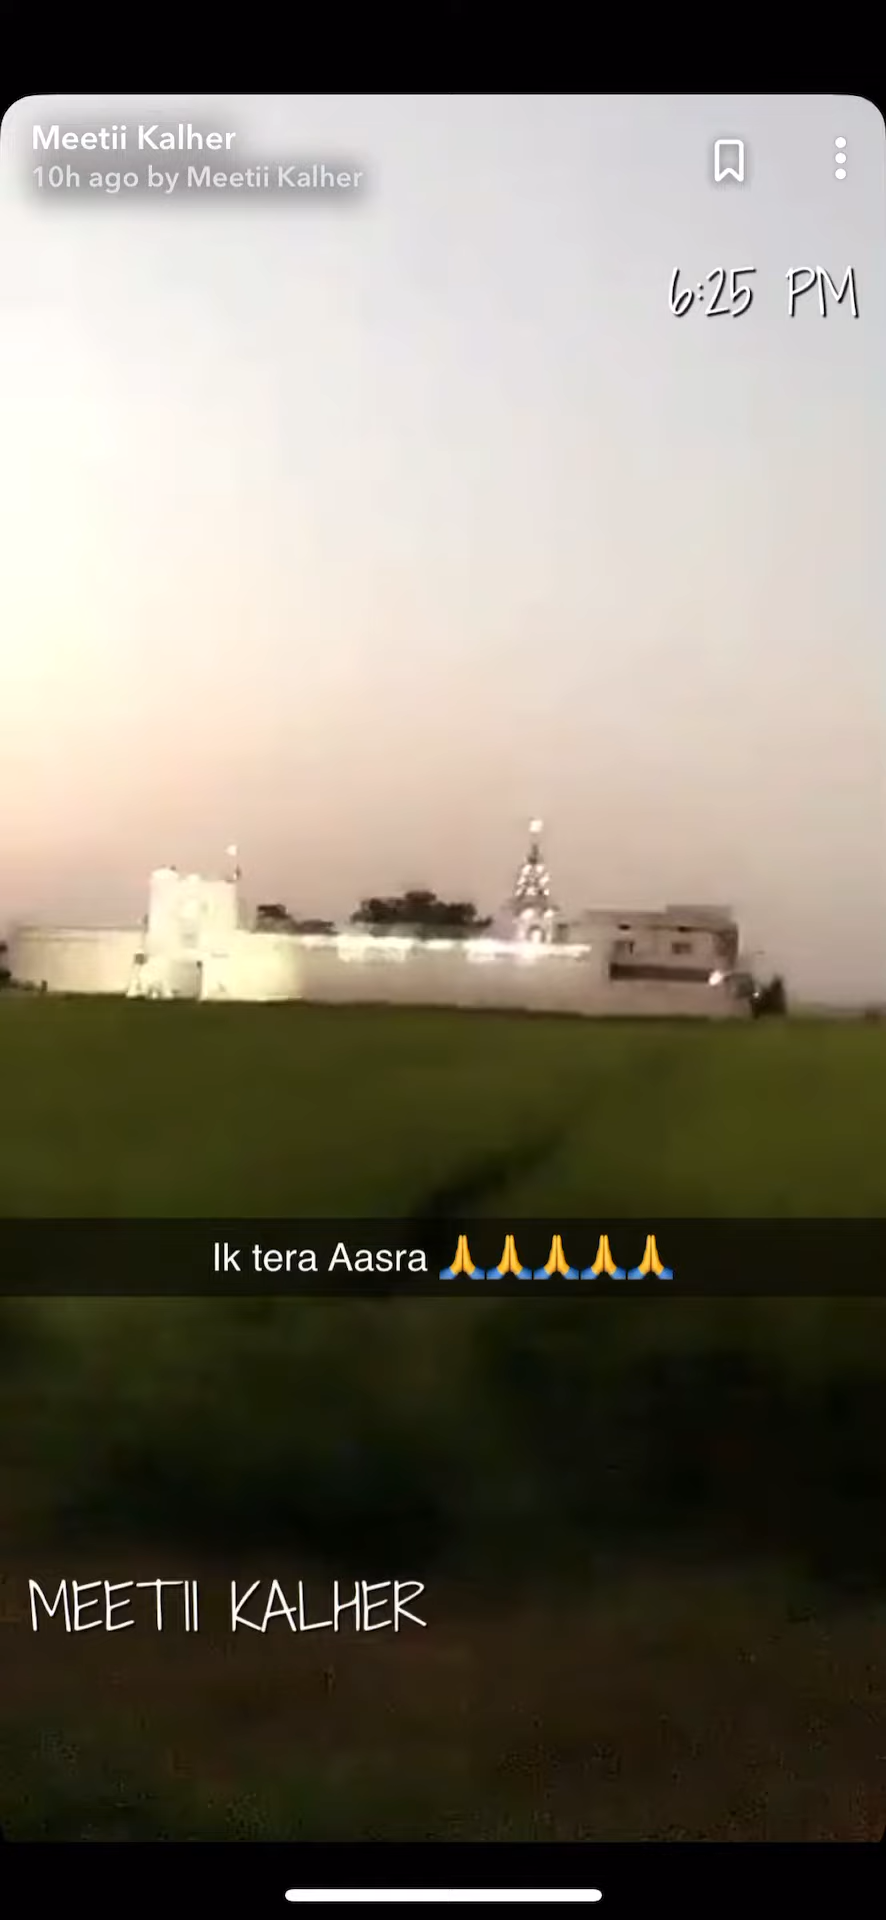 Meetii Kalher
10h ago by Meetii Kalher
6:25 PM
Ik tera Aasra 🙏🙏🙏🙏🙏
MEETII KALHER